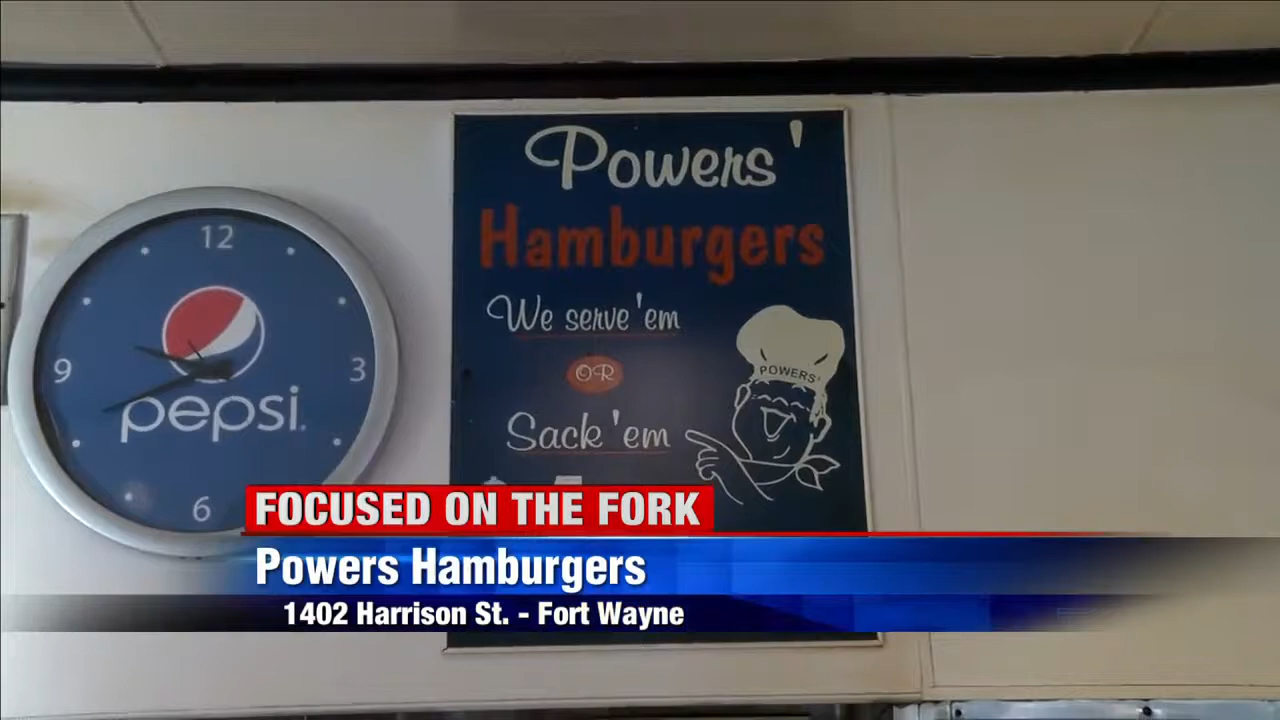 12
9
3
6
pepsi
Powers'
Hamburgers
We serve 'em
OR
Sack 'em
POWERS'
FOCUSED ON THE FORK
Powers Hamburgers
1402 Harrison St. - Fort Wayne